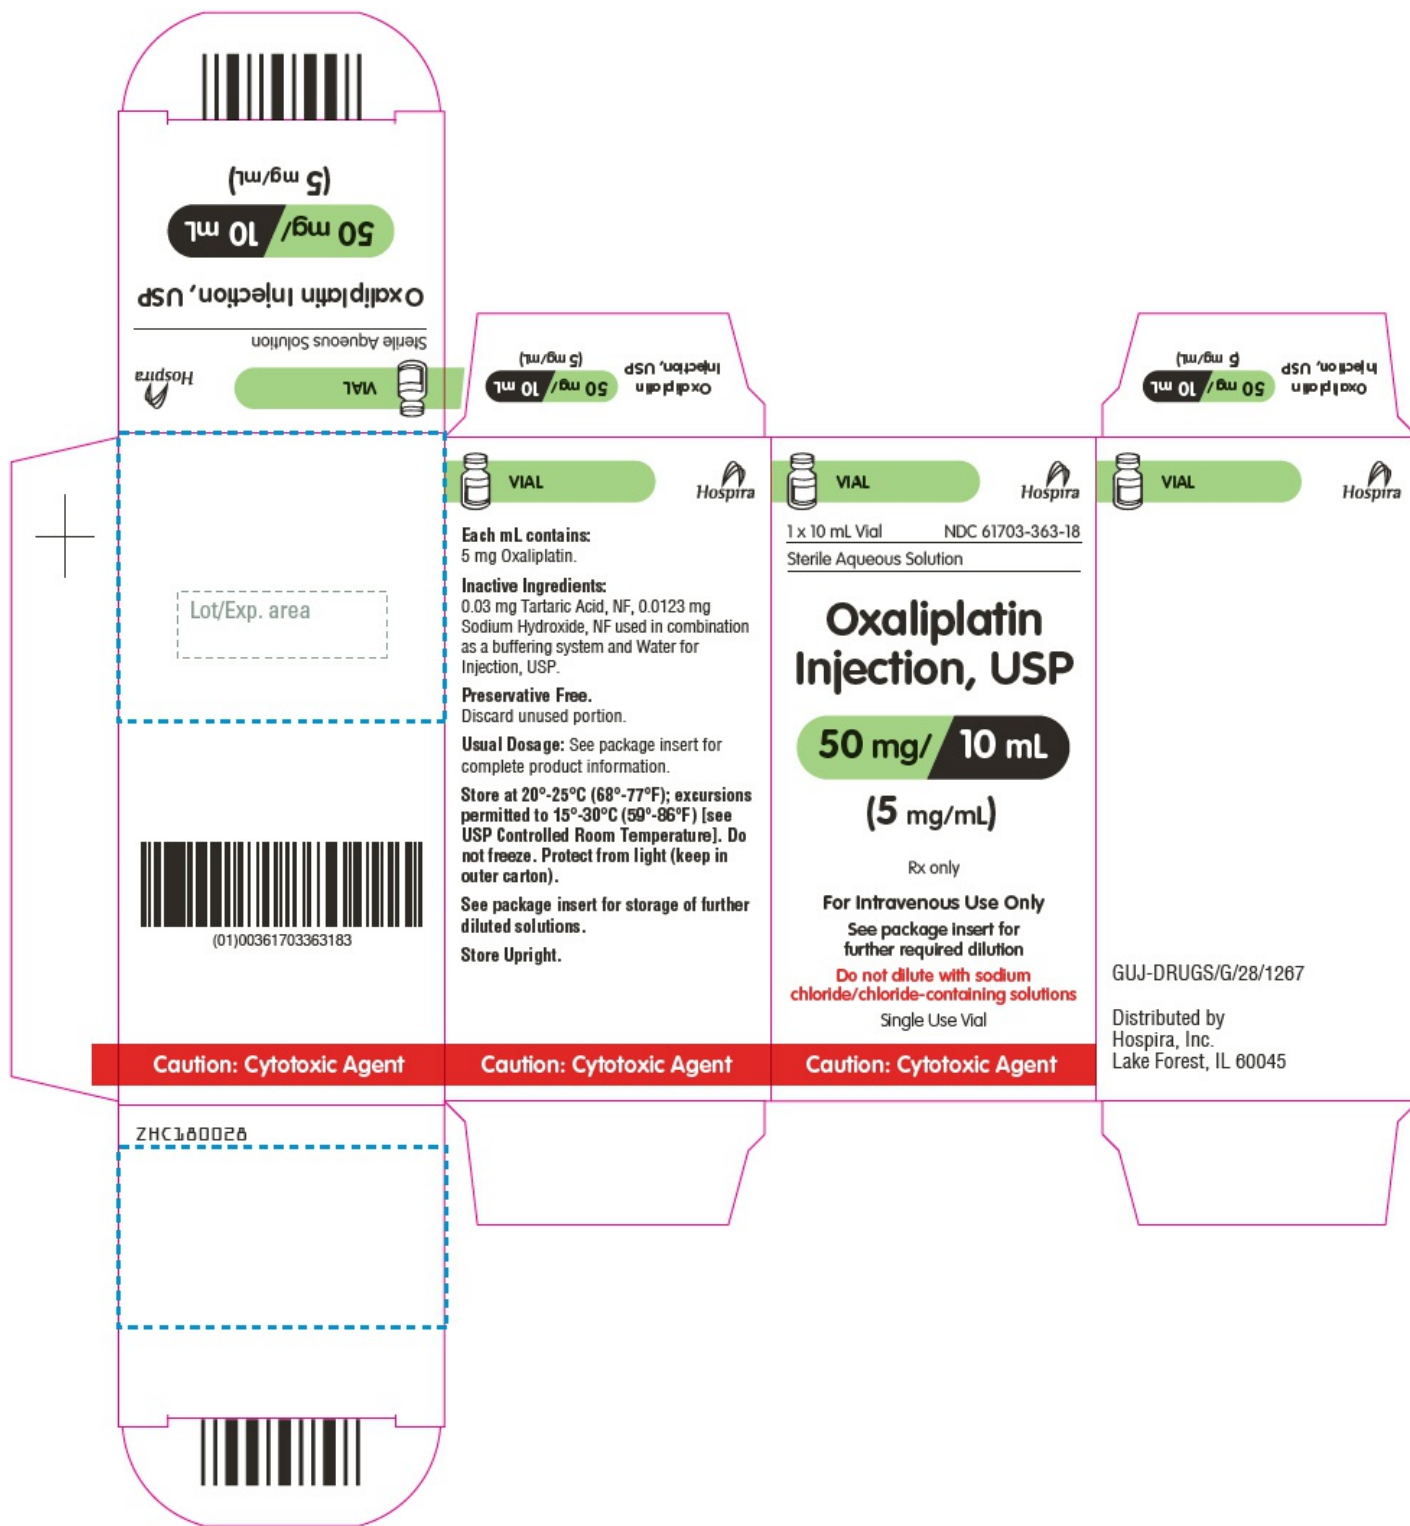 (5 mg/mL)
50 mg/ 10 mL
Oxaliplatin Injection, USP
Sterile Aqueous Solution
VIAL
Hospira
Oxaliplatin
Injection, USP
50 mg/ 10 mL
(5 mg/mL)
Oxaliplatin
Injection, USP
50 mg/ 10 mL
(5 mg/mL)
Lot/Exp. area
(01)00361703363183
Caution: Cytotoxic Agent
ZHC180028
VIAL
Hospira
Each mL contains:
5 mg Oxaliplatin.
Inactive Ingredients:
0.03 mg Tartaric Acid, NF, 0.0123 mg
Sodium Hydroxide, NF used in combination
as a buffering system and Water for
Injection, USP.
Preservative Free.
Discard unused portion.
Usual Dosage: See package insert for
complete product information.
Store at 20°-25°C (68°-77°F); excursions
permitted to 15°-30°C (59°-86°F) [see
USP Controlled Room Temperature]. Do
not freeze. Protect from light (keep in
outer carton).
See package insert for storage of further
diluted solutions.
Store Upright.
Caution: Cytotoxic Agent
VIAL
Hospira
1 x 10 mL Vial NDC 61703-363-18
Sterile Aqueous Solution
Oxaliplatin
Injection, USP
50 mg/ 10 mL
(5 mg/mL)
Rx only
For Intravenous Use Only
See package insert for
further required dilution
Do not dilute with sodium
chloride/chloride-containing solutions
Single Use Vial
Caution: Cytotoxic Agent
VIAL
Hospira
GUJ-DRUGS/G/28/1267
Distributed by
Hospira, Inc.
Lake Forest, IL 60045